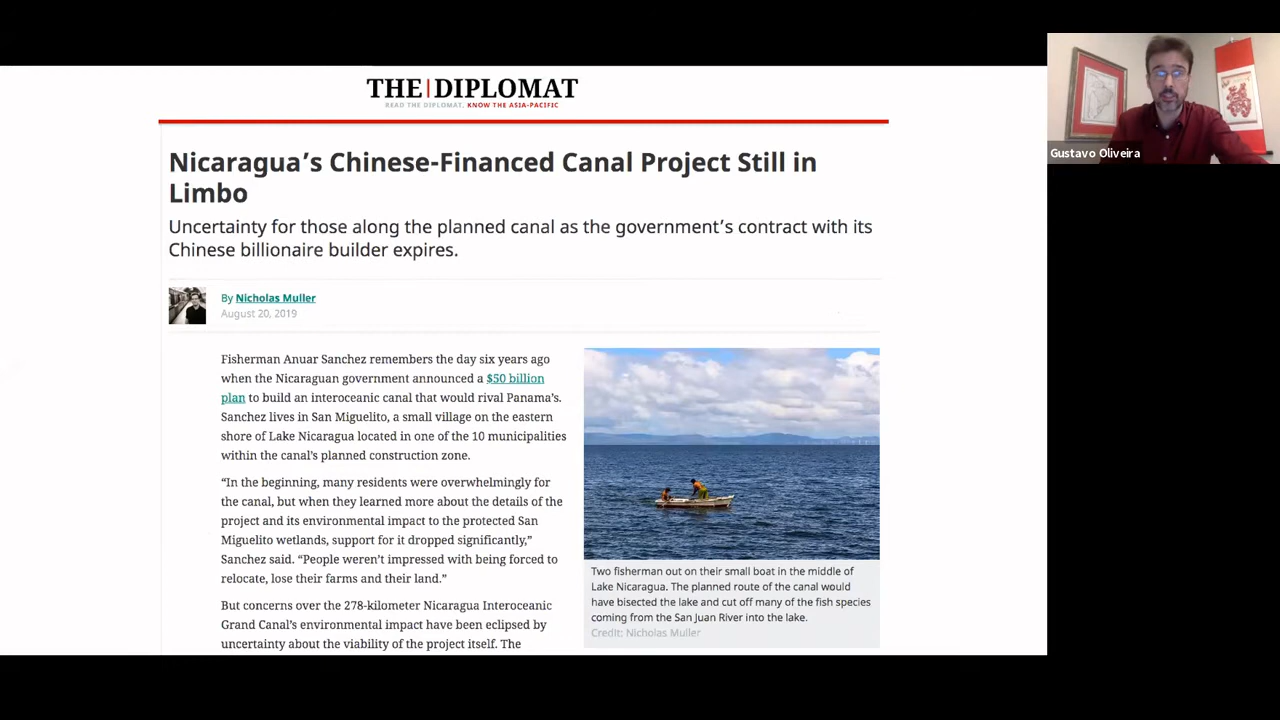 THE|DIPLOMAT
READ THE DIPLOMAT, KNOW THE ASIA-PACIFIC
Nicaragua's Chinese-Financed Canal Project Still in
Limbo
Uncertainty for those along the planned canal as the government's contract with its
Chinese billionaire builder expires.
By Nicholas Muller
August 20, 2019
Fisherman Anuar Sanchez remembers the day six years ago
when the Nicaraguan government announced a $50 billion
plan to build an interoceanic canal that would rival Panama's.
Sanchez lives in San Miguelito, a small village on the eastern
shore of Lake Nicaragua located in one of the 10 municipalities
within the canal's planned construction zone.
“In the beginning, many residents were overwhelmingly for
the canal, but when they learned more about the details of the
project and its environmental impact to the protected San
Miguelito wetlands, support for it dropped significantly,”
Sanchez said. “People weren't impressed with being forced to
relocate, lose their farms and their land.”
But concerns over the 278-kilometer Nicaragua Interoceanic
Grand Canal's environmental impact have been eclipsed by
uncertainty about the viability of the project itself. The
Two fisherman out on their small boat in the middle of
Lake Nicaragua. The planned route of the canal would
have bisected the lake and cut off many of the fish species
coming from the San Juan River into the lake.
Credit: Nicholas Muller
Gustavo Oliveira